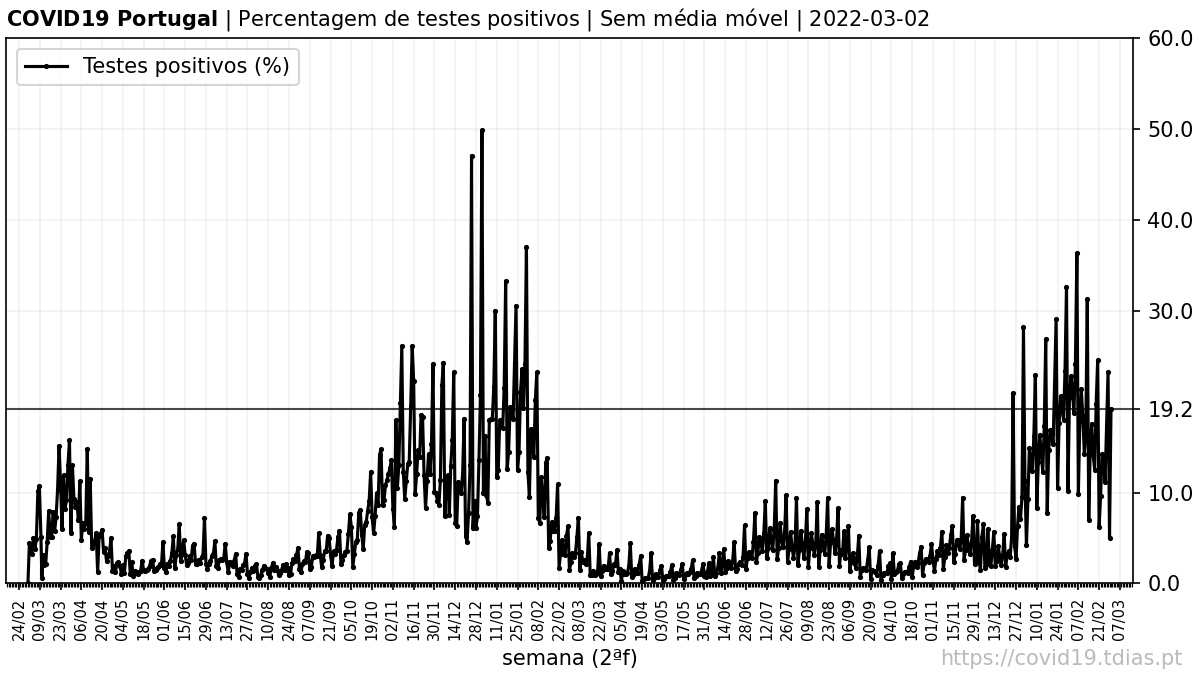 COVID19 Portugal | Percentagem de testes positivos | Sem média móvel | 2022-03-02
Testes positivos (%)
60.0
50.0
40.0
30.0
19.2
10.0
0.0
24/02 09/03 23/03 06/04 20/04 04/05 18/05 01/06 15/06 29/06 13/07 27/07 10/08 24/08 07/09 21/09 05/10 19/10 02/11 16/11 30/11 14/12 28/12 11/01 25/01 08/02 22/02 08/03 22/03 05/04 19/04 03/05 17/05 31/05 14/06 28/06 12/07 26/07 09/08 23/08 06/09 20/09 04/10 18/10 01/11 15/11 29/11 13/12 27/12 10/01 24/01 07/02 21/02 07/03
semana (2ªf)
https://covid19.tdias.pt